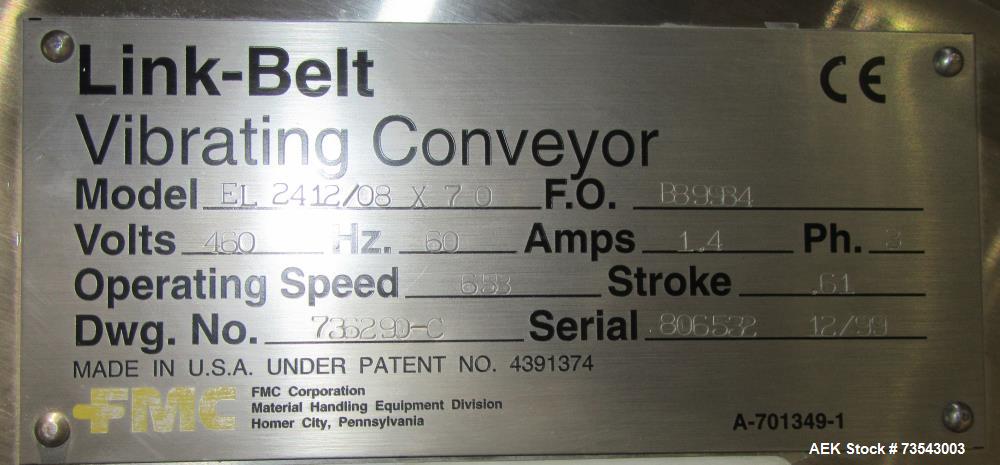 Link-Belt
CE
Vibrating Conveyor
Model EL 2412/08 X 70 F.O. B39984
Volts 460 Hz. 60 Amps 1.4 Ph. 3
Operating Speed 653 Stroke .61
Dwg. No. 736290-C Serial 806532 12/99
MADE IN U.S.A. UNDER PATENT NO. 4391374
FMC
FMC Corporation
Material Handling Equipment Division
Homer City, Pennsylvania
A-701349-1
AEK Stock # 73543003